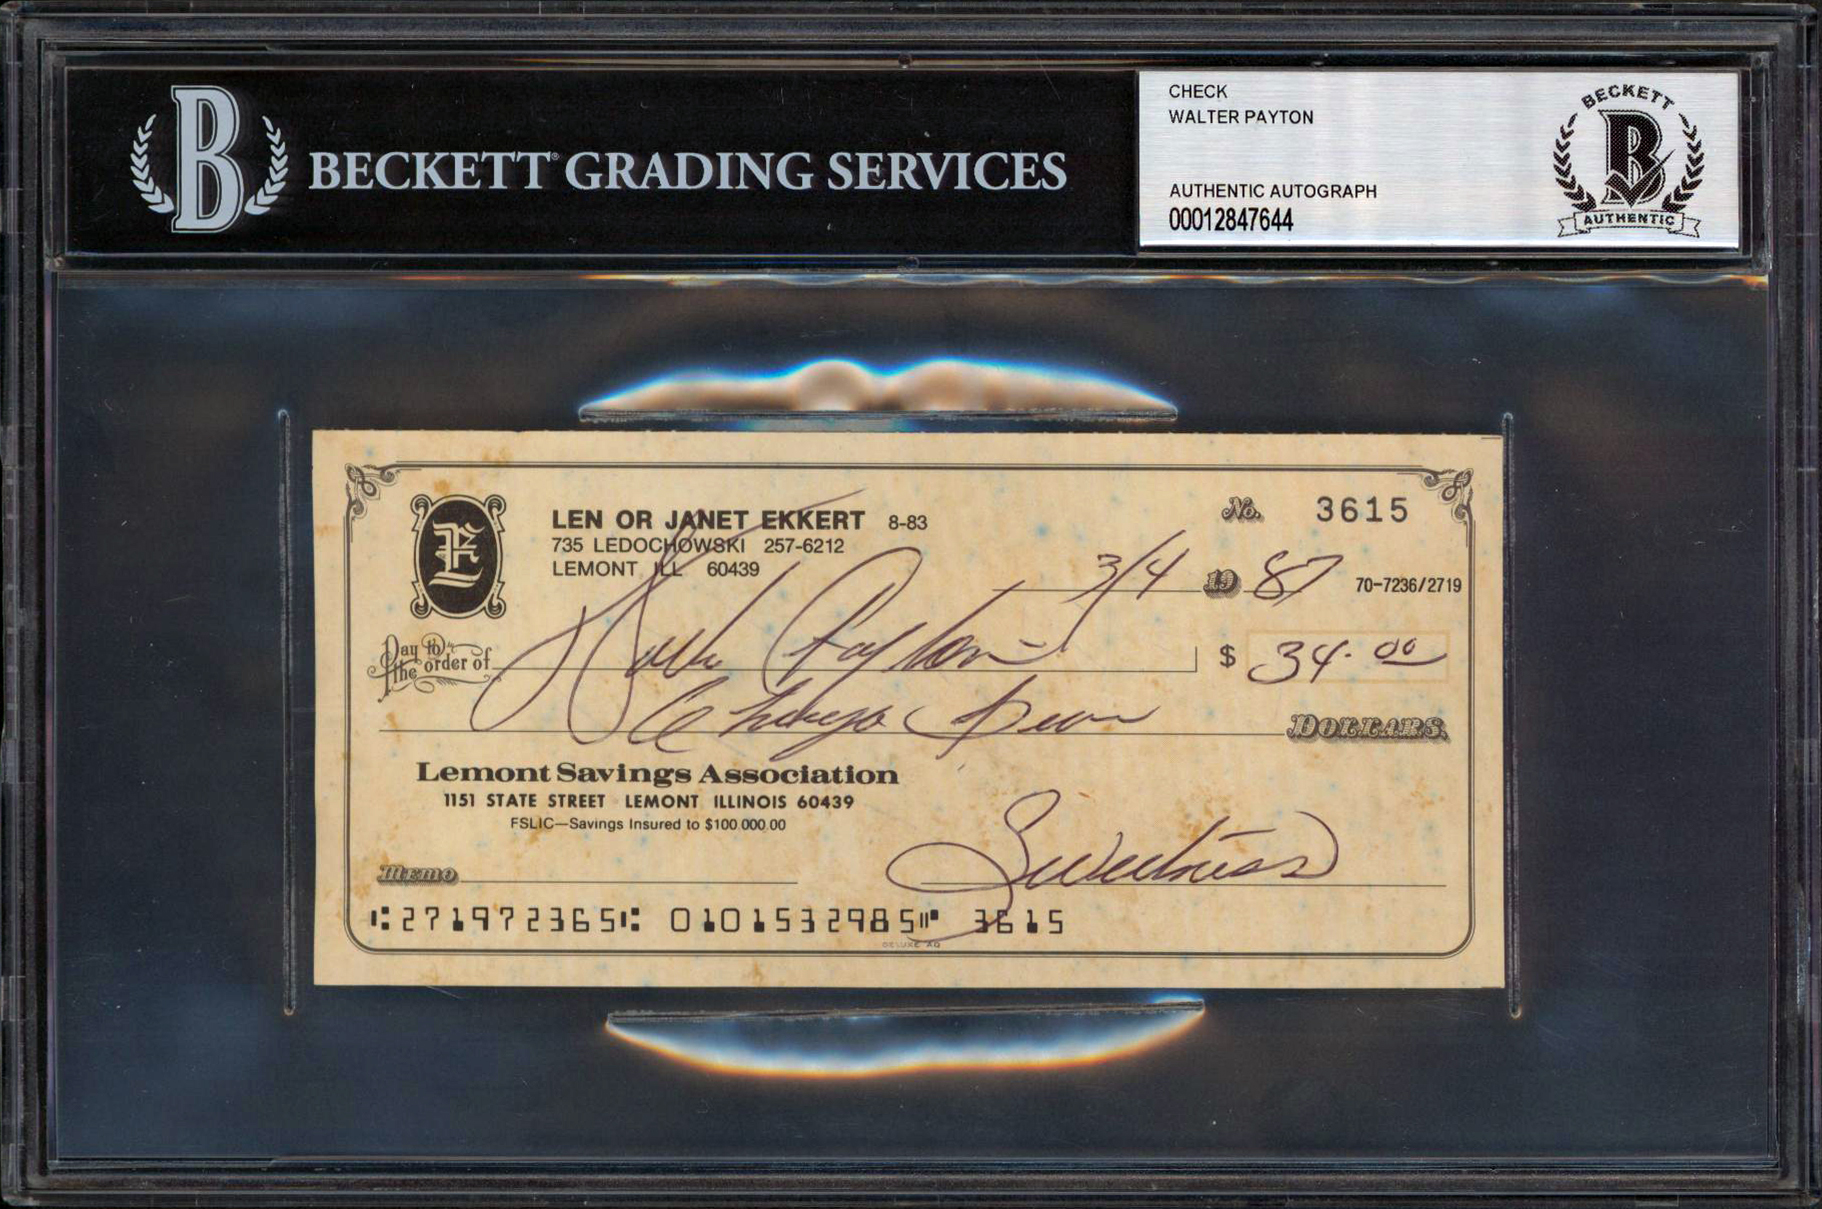 B BECKETT® GRADING SERVICES
CHECK
WALTER PAYTON
AUTHENTIC AUTOGRAPH
00012847644
BECKETT
B
AUTHENTIC
E
LEN OR JANET EKKERT 8-83
735 LEDOCHOWSKI 257-6212
LEMONT ILL 60439
No. 3615
3/4 19 87 70-7236/2719
Pay to the order of Walter Payton $ 34.00
Chicago Bears DOLLARS
Lemont Savings Association
1151 STATE STREET LEMONT ILLINOIS 60439
FSLIC—Savings Insured to $100 000.00
Memo
Sweetness
⑆271972365⑆ 0101532985⑈ 3615
DELUXE AG